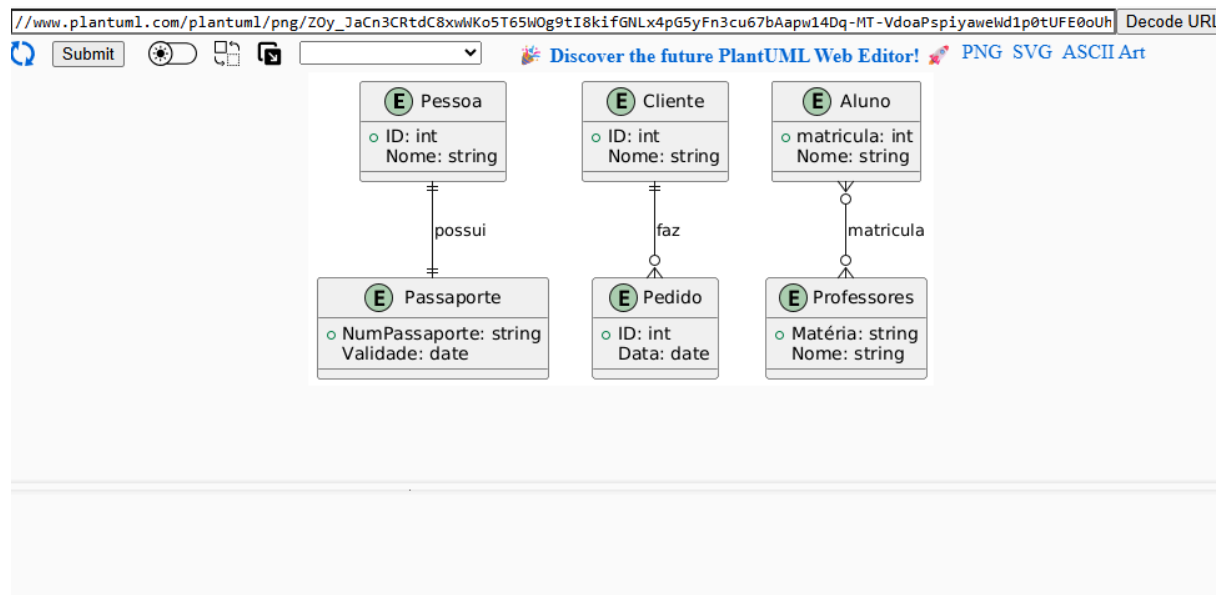 //www.plantuml.com/plantuml/png/ZOy_JaCn3CRtdC8xwWKo5T65WOg9tI8kifGNLx4pG5yFn3cu67bAapw14Dq-MT-VdoaPspiyaweWd1p0tUFE0oUh Decode URL
Submit 🎉 Discover the future PlantUML Web Editor! 🚀 PNG SVG ASCII Art
E Pessoa
ID: int
Nome: string
E Cliente
ID: int
Nome: string
E Aluno
matricula: int
Nome: string
possui
faz
matricula
E Passaporte
NumPassaporte: string
Validade: date
E Pedido
ID: int
Data: date
E Professores
Matéria: string
Nome: string